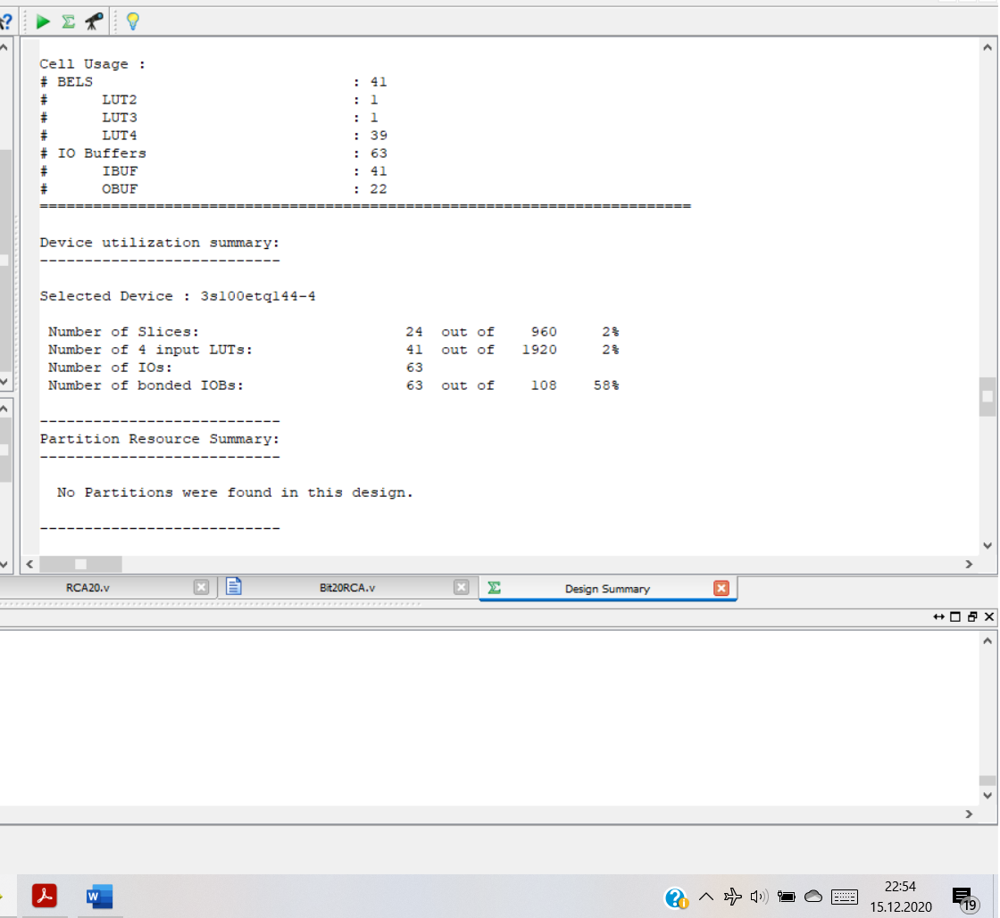 Cell Usage :
# BELS : 41
# LUT2 : 1
# LUT3 : 1
# LUT4 : 39
# IO Buffers : 63
# IBUF : 41
# OBUF : 22
=========================================================================
Device utilization summary:
---------------------------
Selected Device : 3s100etq144-4
Number of Slices: 24 out of 960 2%
Number of 4 input LUTs: 41 out of 1920 2%
Number of IOs: 63
Number of bonded IOBs: 63 out of 108 58%
---------------------------
Partition Resource Summary:
---------------------------
No Partitions were found in this design.
---------------------------
RCA20.v Bit20RCA.v Design Summary
22:54
15.12.2020
19